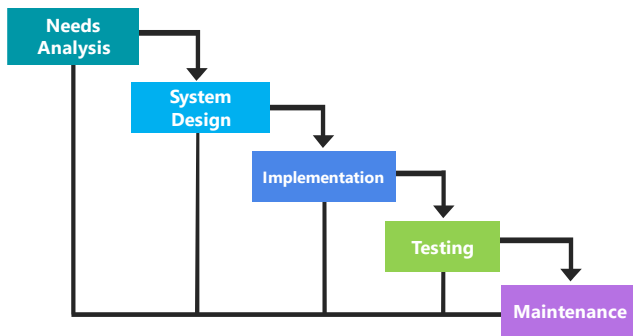 Needs
Analysis
System
Design
Implementation
Testing
Maintenance